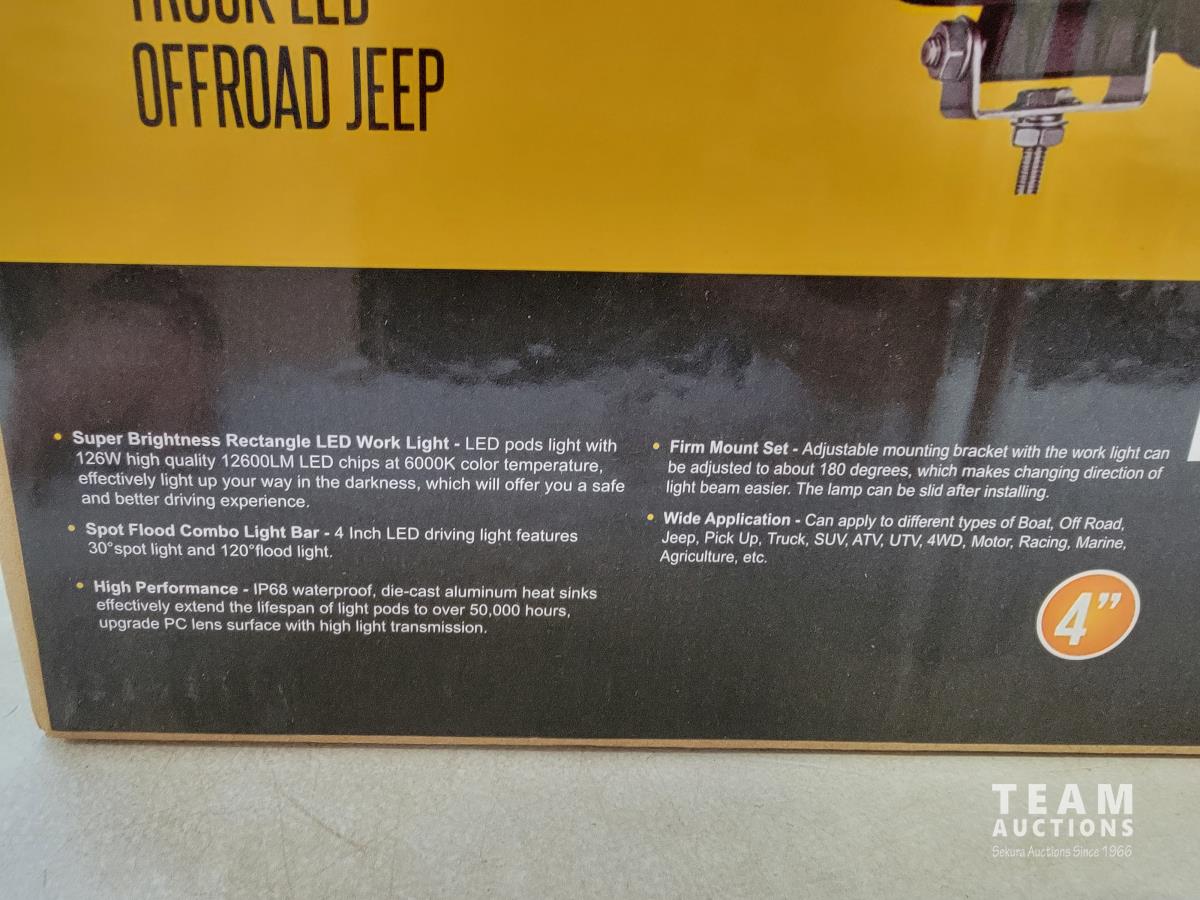 TRUCK LED
OFFROAD JEEP
• Super Brightness Rectangle LED Work Light - LED pods light with
126W high quality 12600LM LED chips at 6000K color temperature,
effectively light up your way in the darkness, which will offer you a safe
and better driving experience.
• Spot Flood Combo Light Bar - 4 Inch LED driving light features
30°spot light and 120°flood light.
• High Performance - IP68 waterproof, die-cast aluminum heat sinks
effectively extend the lifespan of light pods to over 50,000 hours,
upgrade PC lens surface with high light transmission.
• Firm Mount Set - Adjustable mounting bracket with the work light can
be adjusted to about 180 degrees, which makes changing direction of
light beam easier. The lamp can be slid after installing.
• Wide Application - Can apply to different types of Boat, Off Road,
Jeep, Pick Up, Truck, SUV, ATV, UTV, 4WD, Motor, Racing, Marine,
Agriculture, etc.
4”
TEAM
AUCTIONS
Sekura Auctions Since 1966